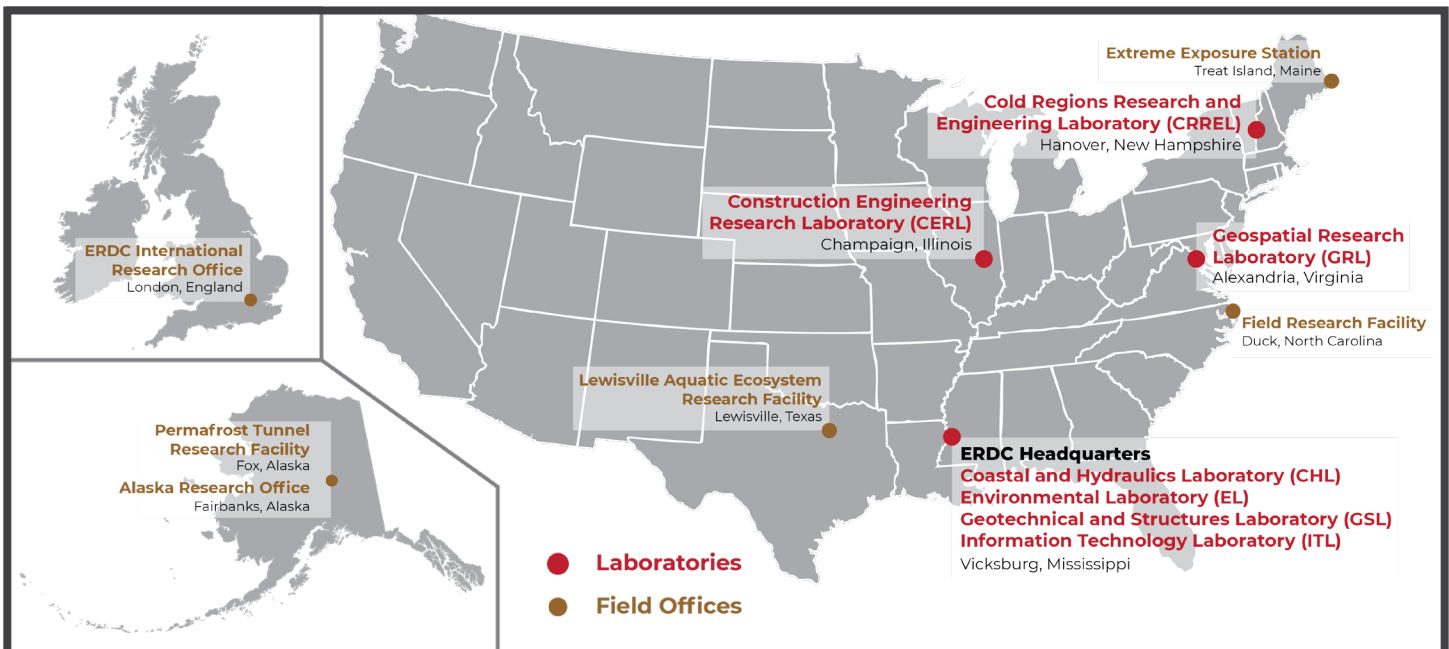 Extreme Exposure Station
Treat Island, Maine
Cold Regions Research and
Engineering Laboratory (CRREL)
Hanover, New Hampshire
Construction Engineering
Research Laboratory (CERL)
Champaign, Illinois
Geospatial Research
Laboratory (GRL)
Alexandria, Virginia
ERDC International
Research Office
London, England
Field Research Facility
Duck, North Carolina
Lewisville Aquatic Ecosystem
Research Facility
Lewisville, Texas
Permafrost Tunnel
Research Facility
Fox, Alaska
Alaska Research Office
Fairbanks, Alaska
ERDC Headquarters
Coastal and Hydraulics Laboratory (CHL)
Environmental Laboratory (EL)
Geotechnical and Structures Laboratory (GSL)
Information Technology Laboratory (ITL)
Vicksburg, Mississippi
Laboratories
Field Offices